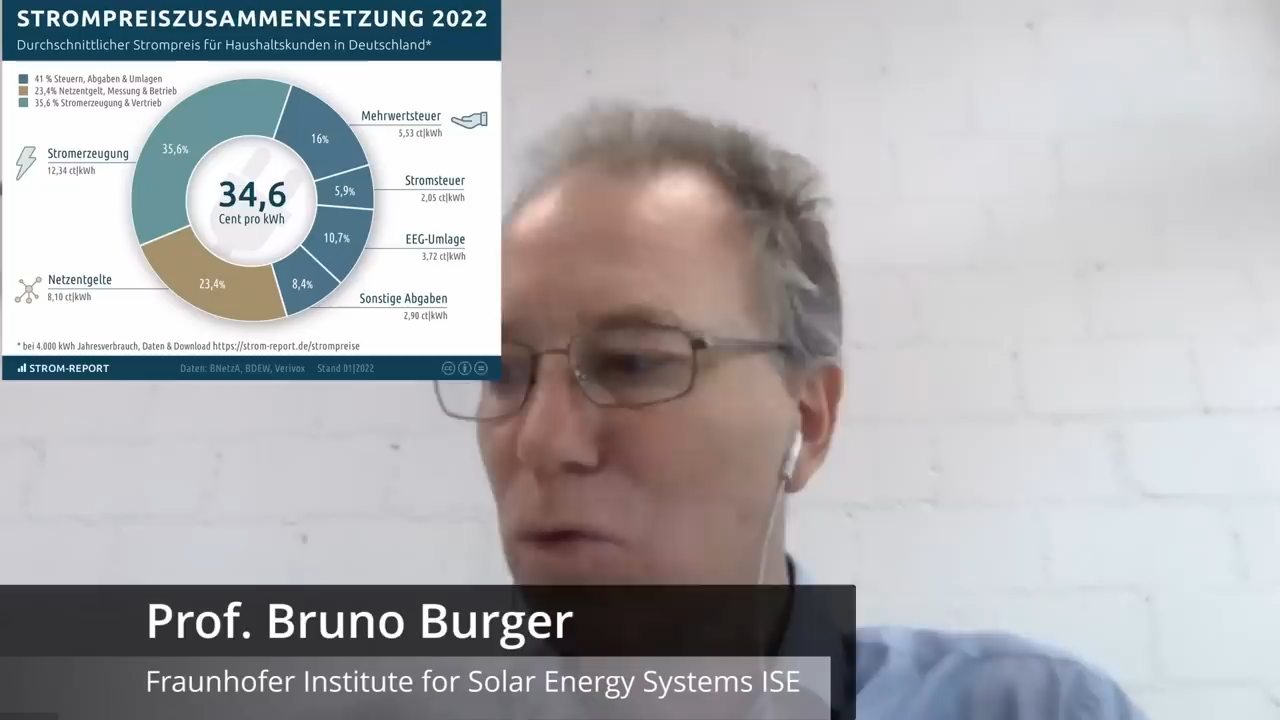 STROMPREISZUSAMMENSETZUNG 2022
Durchschnittlicher Strompreis für Haushaltskunden in Deutschland*
41 % Steuern, Abgaben & Umlagen
23,4% Netzentgelt, Messung & Betrieb
35,6 % Stromerzeugung & Vertrieb
Mehrwertsteuer
5,53 ct|kWh
16%
35,6%
Stromerzeugung
12,34 ct|kWh
Stromsteuer
2,05 ct|kWh
5,9%
34,6
Cent pro kWh
EEG-Umlage
3,72 ct|kWh
10,7%
Netzentgelte
8,10 ct|kWh
23,4%
8,4%
Sonstige Abgaben
2,90 ct|kWh
* bei 4.000 kWh Jahresverbrauch, Daten & Download https://strom-report.de/strompreise
STROM-REPORT
Daten: BNetzA, BDEW, Verivox Stand 01|2022
cc
Prof. Bruno Burger
Fraunhofer Institute for Solar Energy Systems ISE